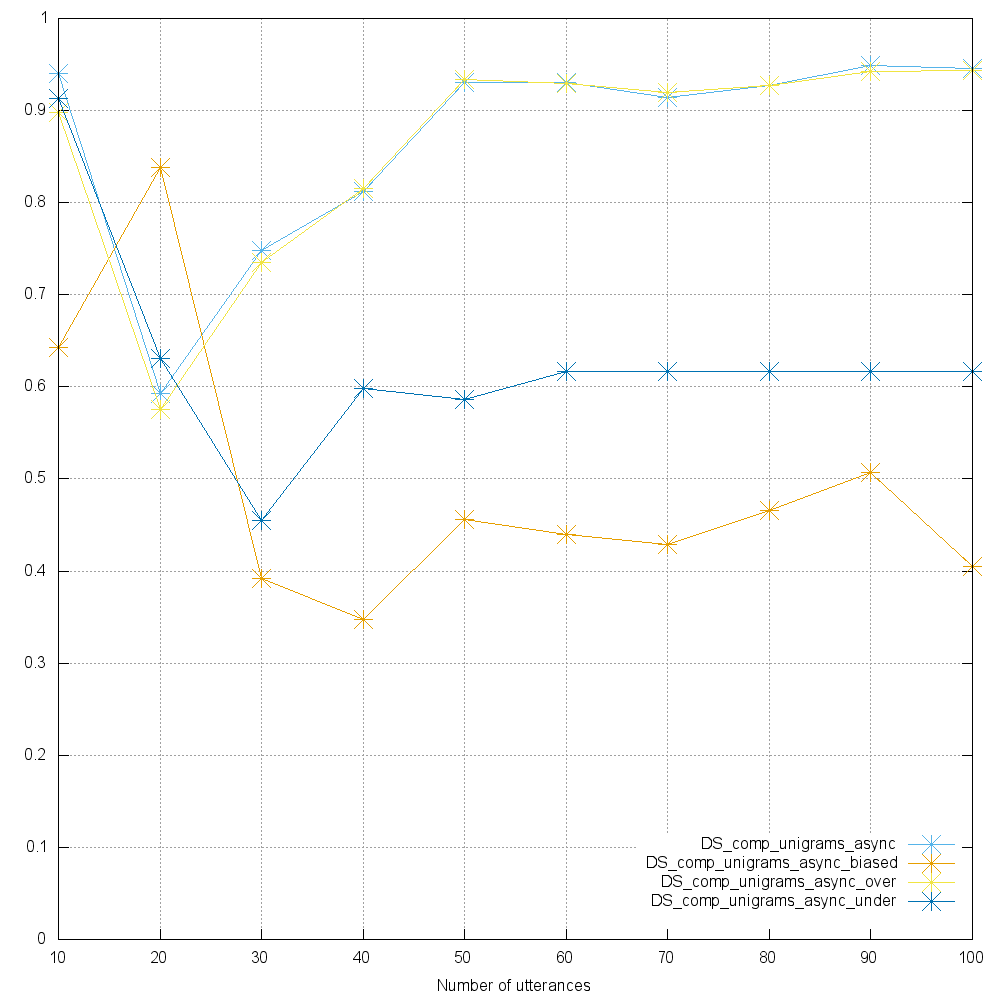 1
0.9
0.8
0.7
0.6
0.5
0.4
0.3
0.2
0.1
0
DS_comp_unigrams_async
DS_comp_unigrams_async_biased
DS_comp_unigrams_async_over
DS_comp_unigrams_async_under
10 20 30 40 50 60 70 80 90 100
Number of utterances